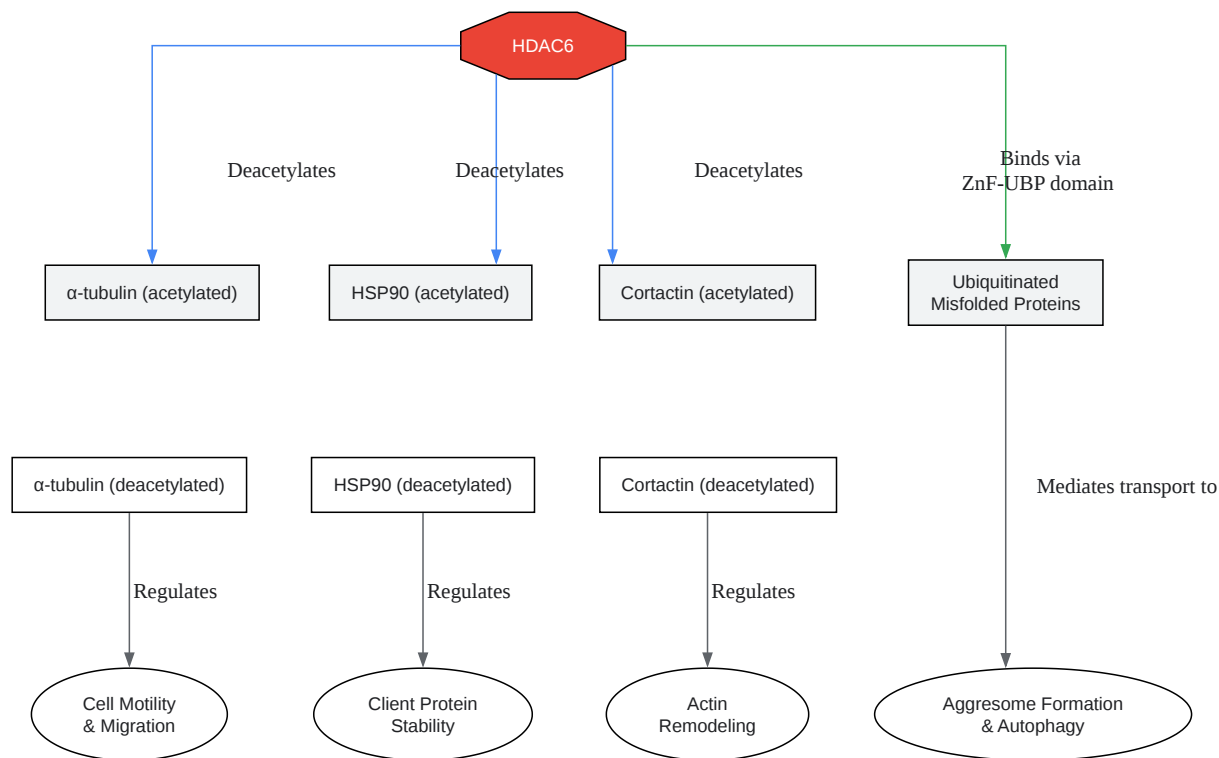 HDAC6
Deacetylates
Deacetylates
Deacetylates
Binds via
ZnF-UBP domain
α-tubulin (acetylated)
HSP90 (acetylated)
Cortactin (acetylated)
Ubiquitinated
Misfolded Proteins
α-tubulin (deacetylated)
HSP90 (deacetylated)
Cortactin (deacetylated)
Mediates transport to
Regulates
Regulates
Regulates
Cell Motility
& Migration
Client Protein
Stability
Actin
Remodeling
Aggresome Formation
& Autophagy